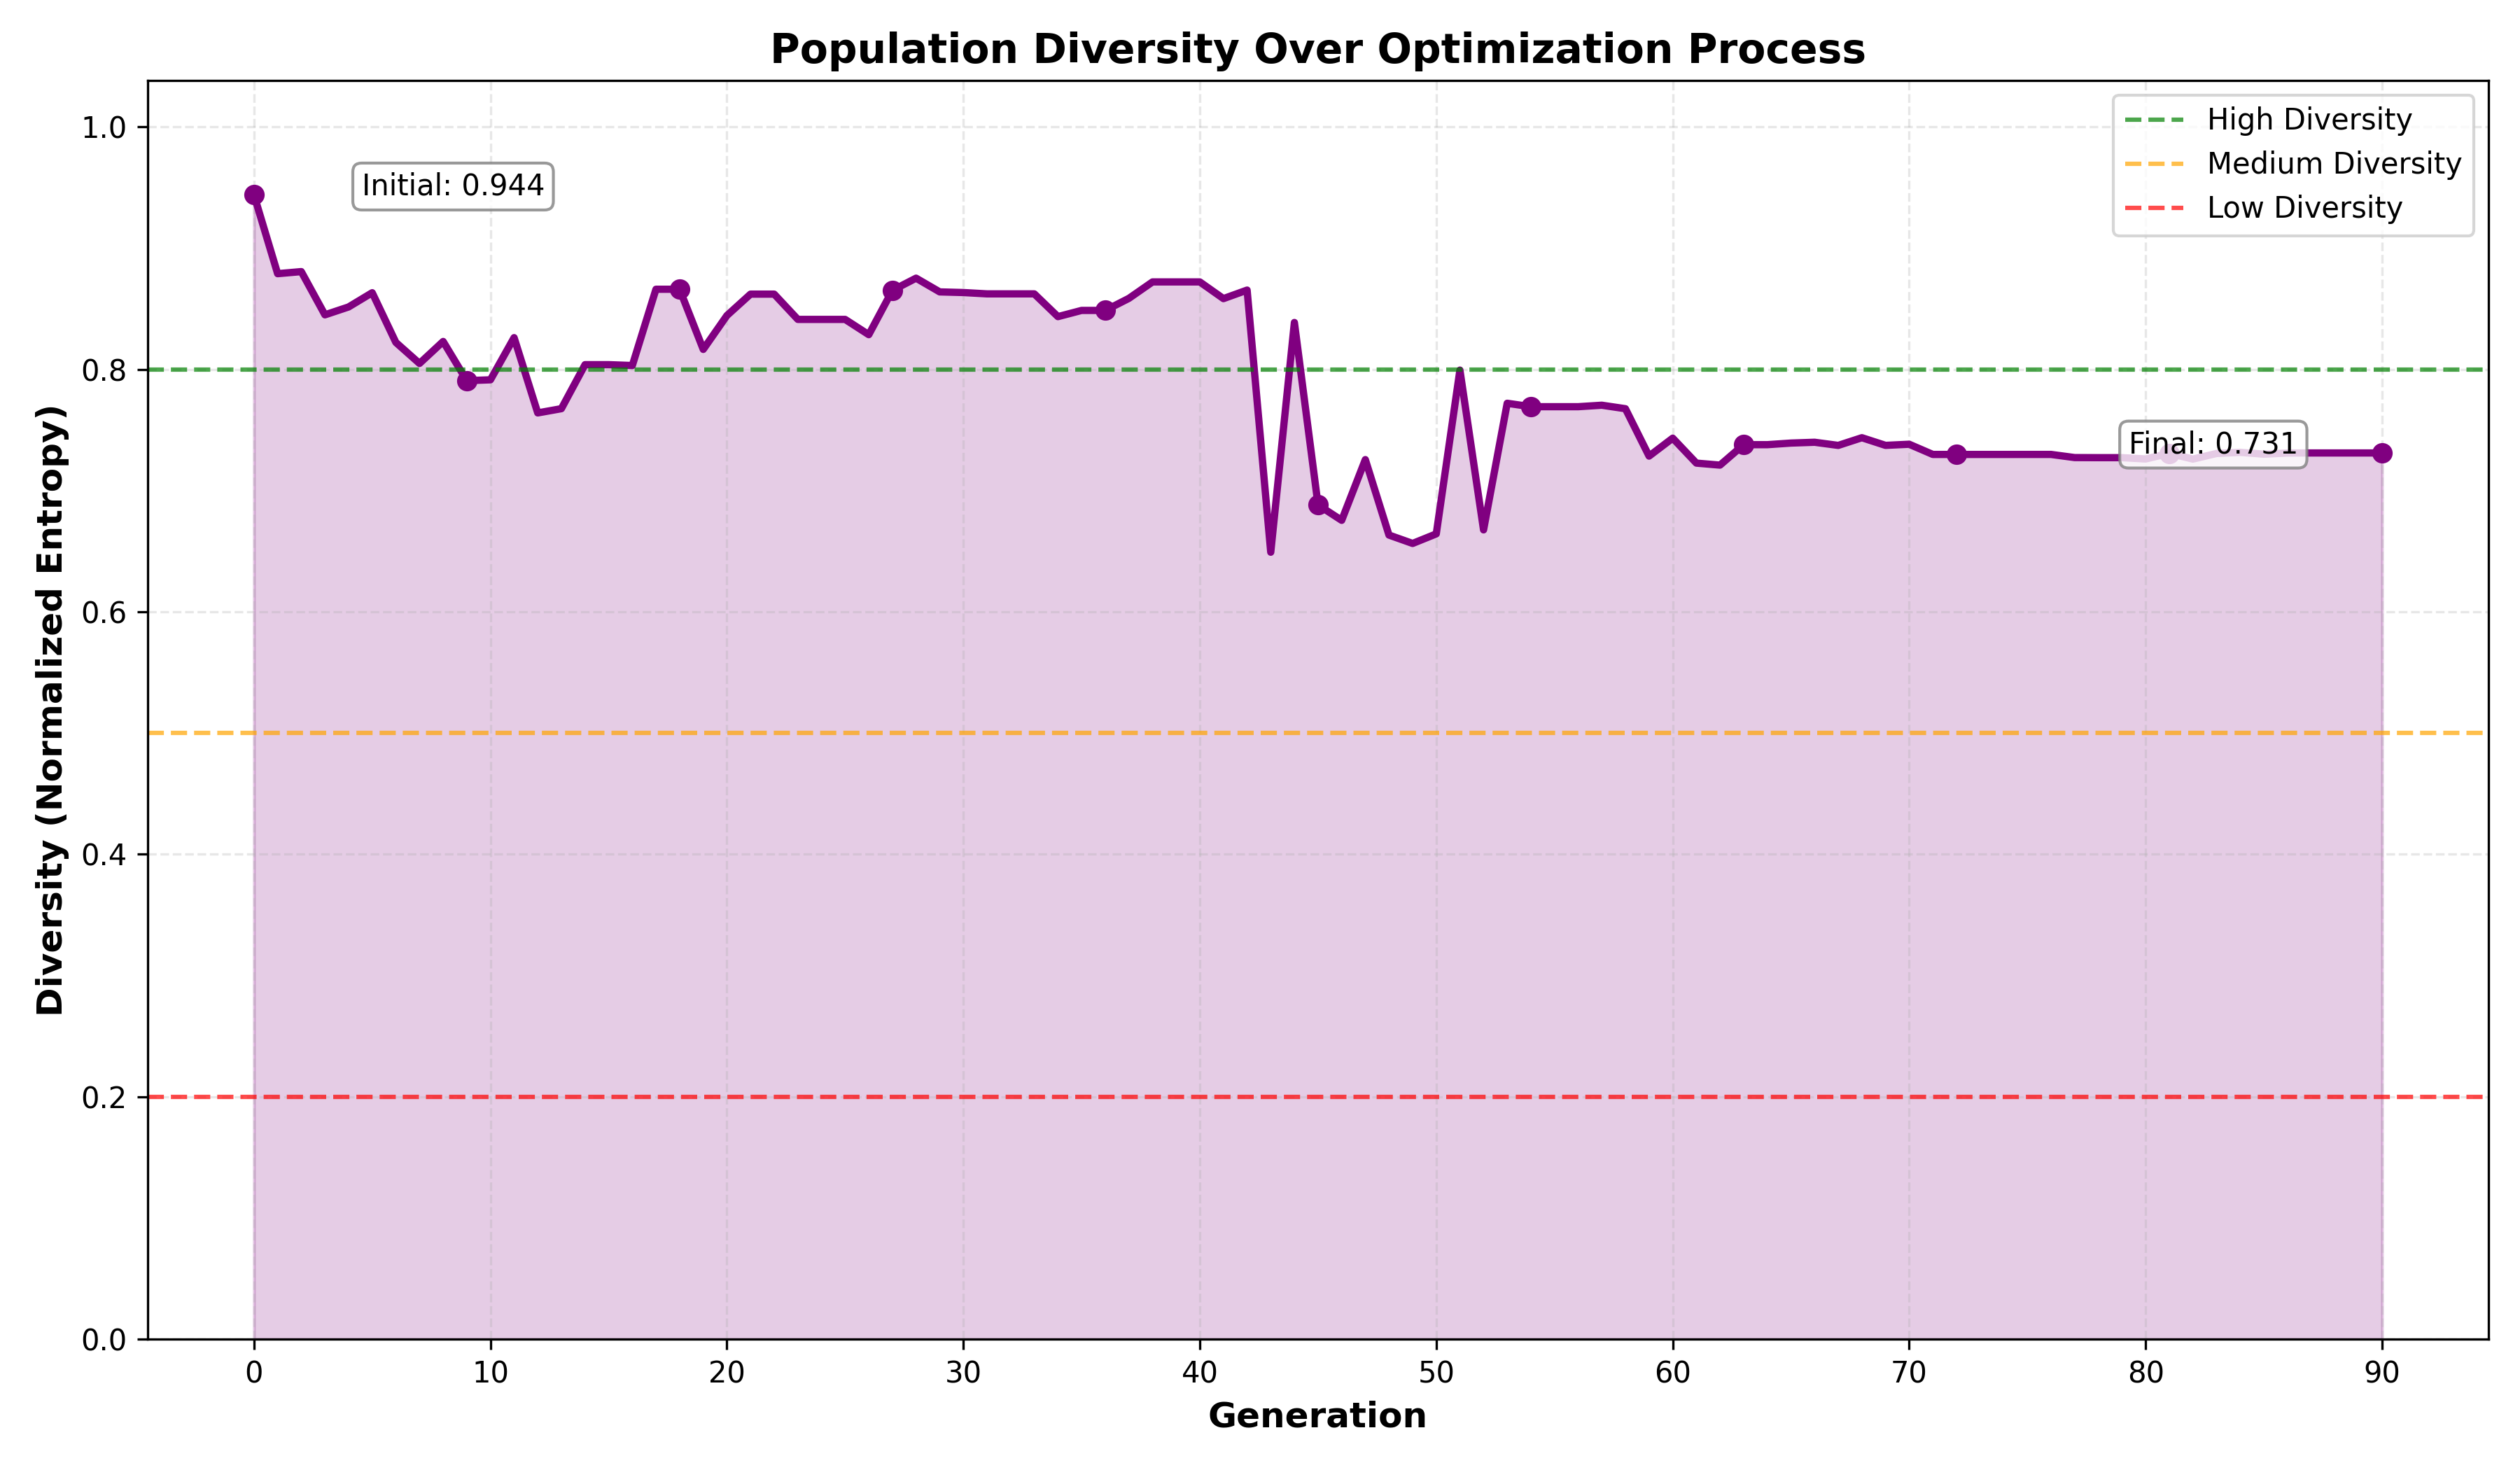 Population Diversity Over Optimization Process
Diversity (Normalized Entropy)
1.0
0.8
0.6
0.4
0.2
0.0
Initial: 0.944
Final: 0.731
High Diversity
Medium Diversity
Low Diversity
0 10 20 30 40 50 60 70 80 90
Generation